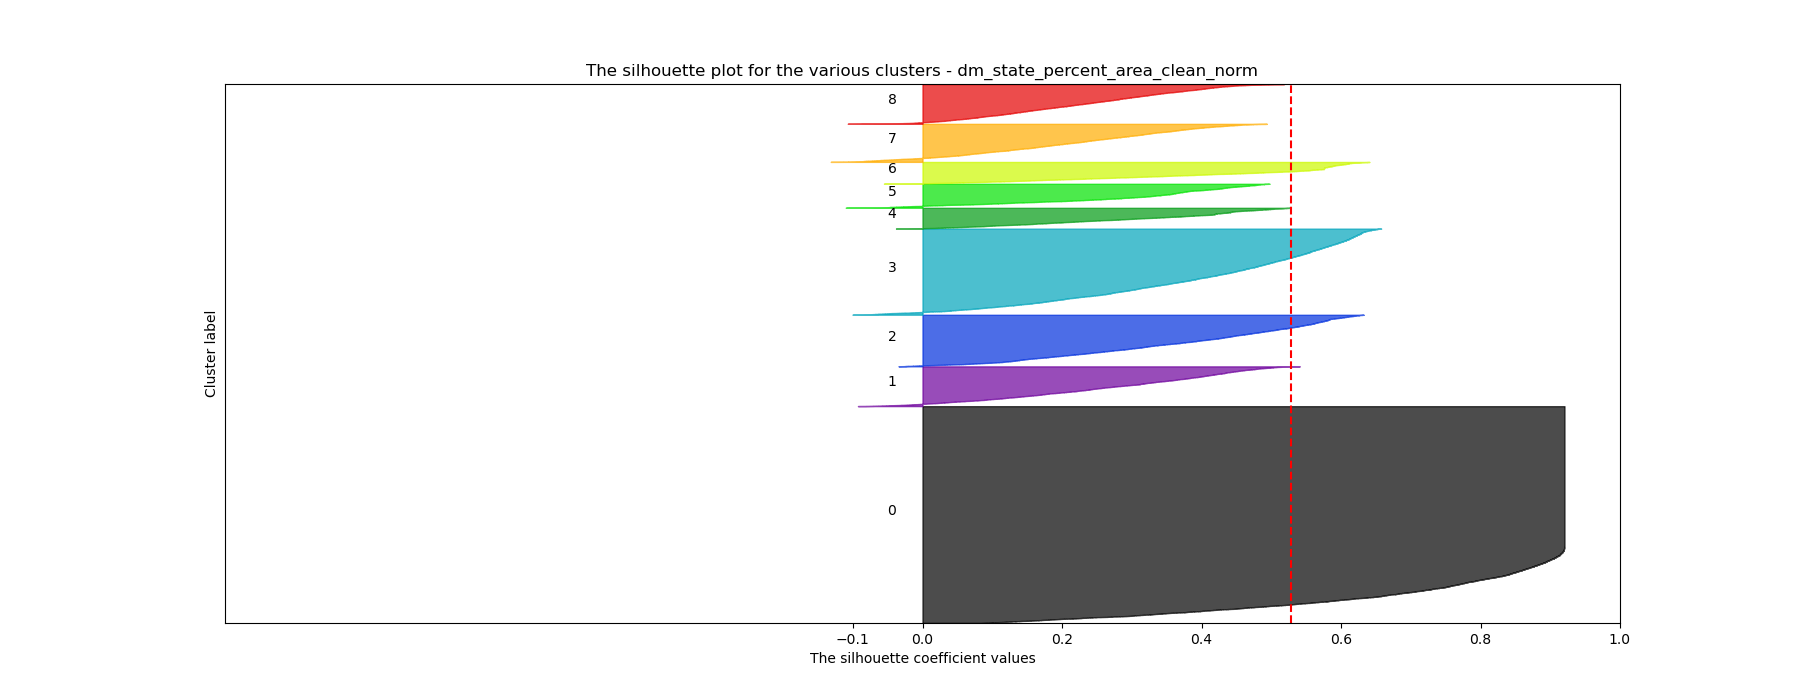 The silhouette plot for the various clusters - dm_state_percent_area_clean_norm
8
7
6
5
4
3
2
1
0
Cluster label
−0.1 0.0 0.2 0.4 0.6 0.8 1.0
The silhouette coefficient values